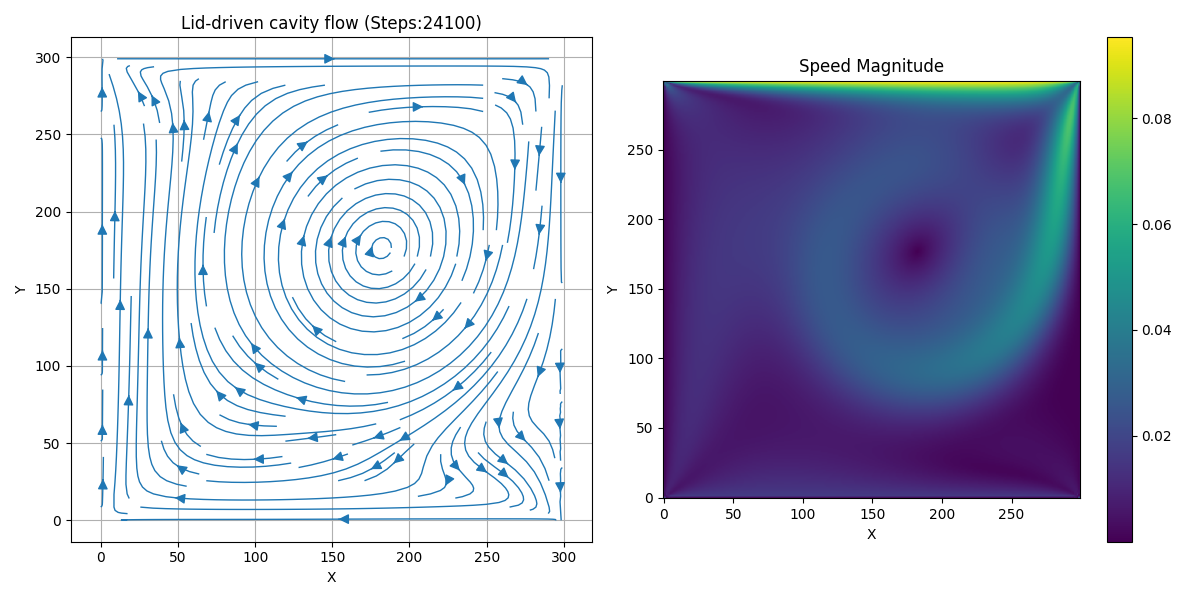 Lid-driven cavity flow (Steps:24100)
300
250
200
150
100
50
0
Y
0 50 100 150 200 250 300
X
Speed Magnitude
250
200
150
100
50
0
Y
0 50 100 150 200 250
X
0.08
0.06
0.04
0.02